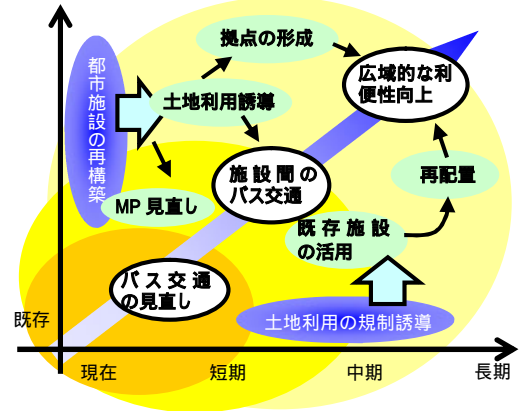 拠点の形成
広域的な利
便性向上
都市施設の再構築
土地利用誘導
施設間の
バス交通
再配置
MP 見直し
既存施設
の活用
バス交通
の見直し
既存
土地利用の規制誘導
現在
短期
中期
長期